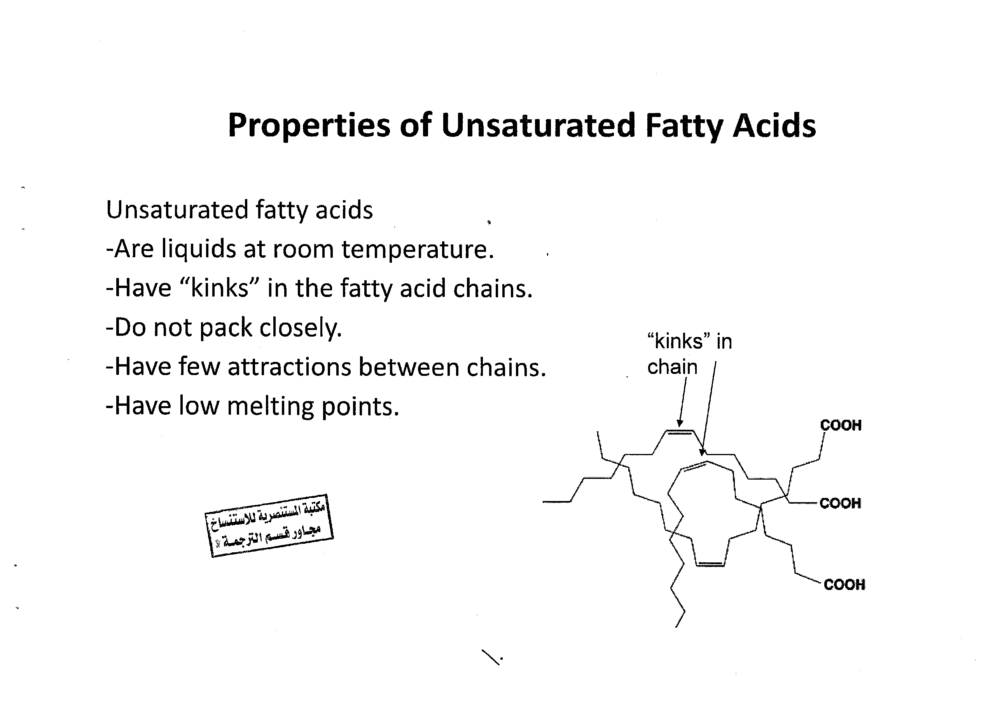 Properties of Unsaturated Fatty Acids
Unsaturated fatty acids
-Are liquids at room temperature.
-Have “kinks” in the fatty acid chains.
-Do not pack closely.
-Have few attractions between chains.
-Have low melting points.
“kinks” in
chain
COOH
COOH
COOH
مكتبة المستنصرية للاستنساخ
مجاور قسم الترجمة *
١٠